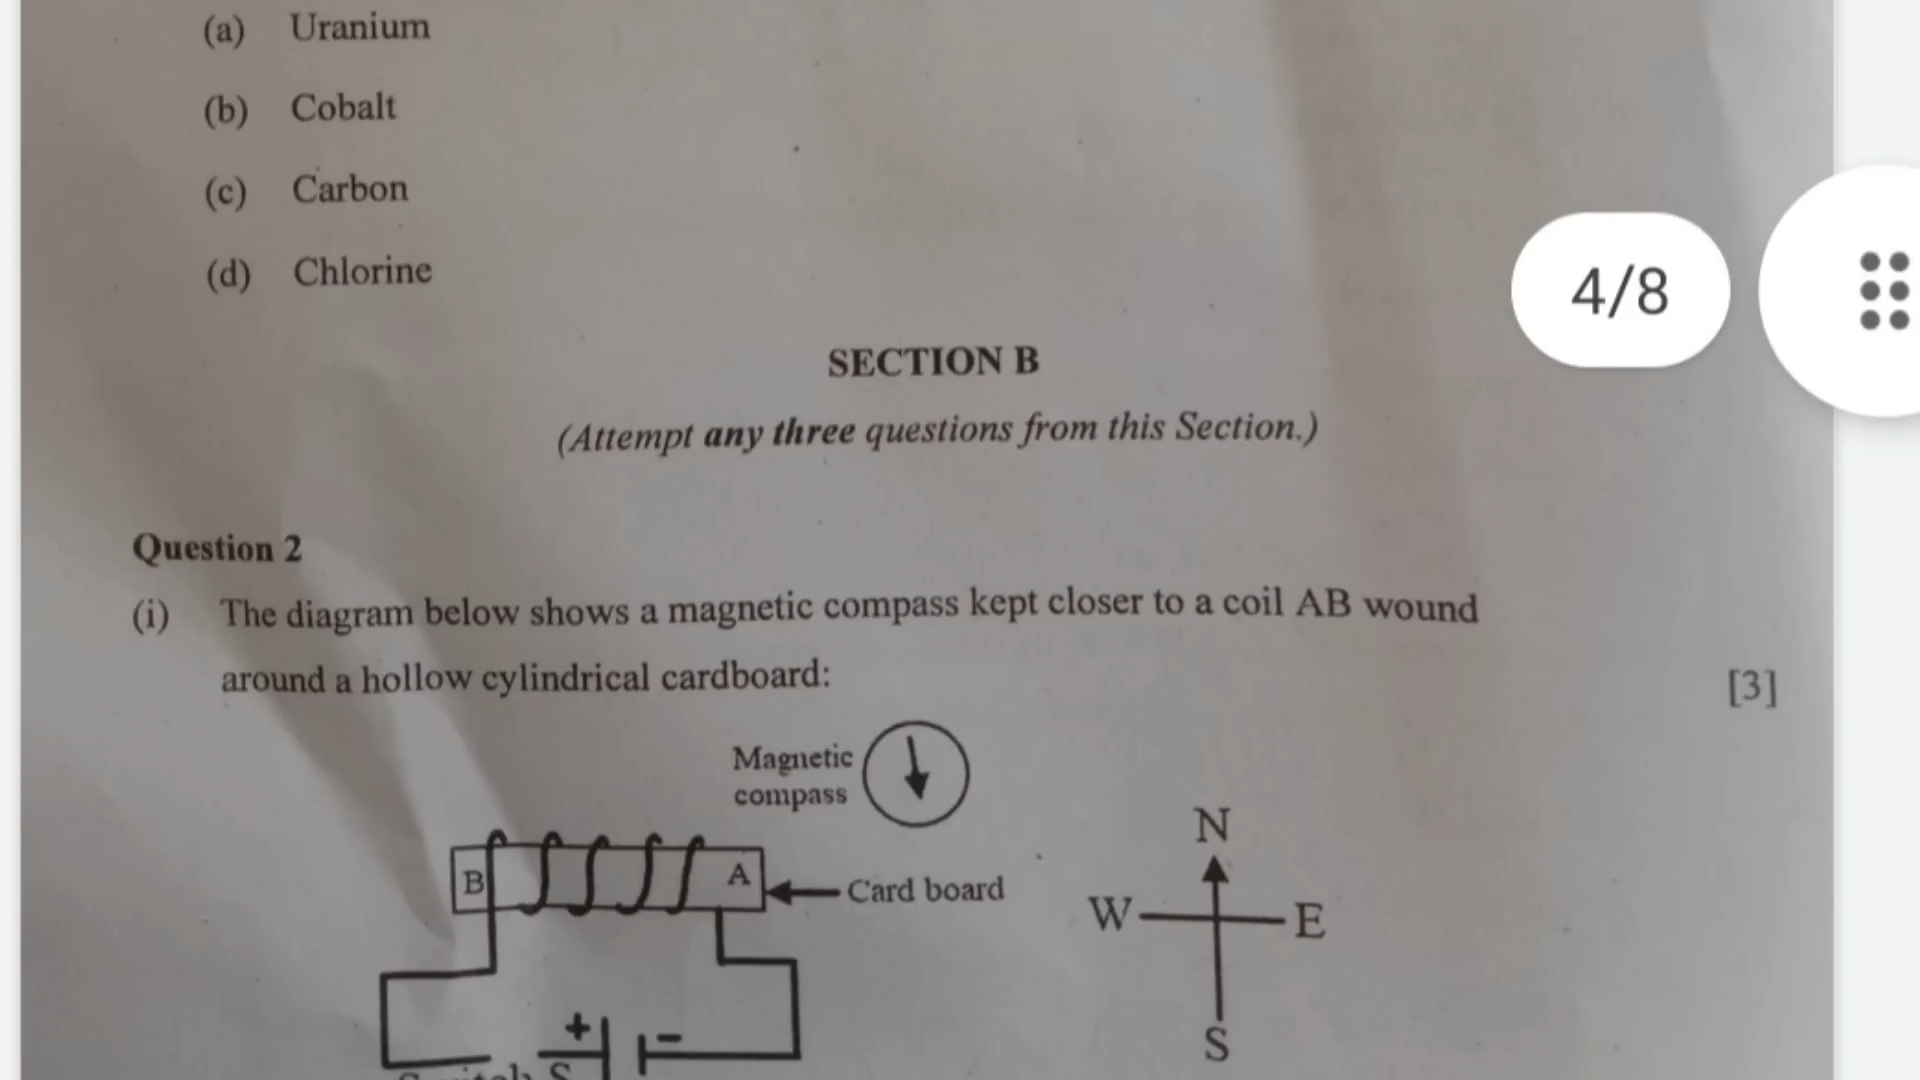 (a) Uranium
(b) Cobalt
(c) Carbon
(d) Chlorine
4/8
SECTION B
(Attempt any three questions from this Section.)
Question 2
(i) The diagram below shows a magnetic compass kept closer to a coil AB wound
around a hollow cylindrical cardboard:
[3]
Magnetic
compass
B
A
Card board
N
W
E
S
+
-
Switch S